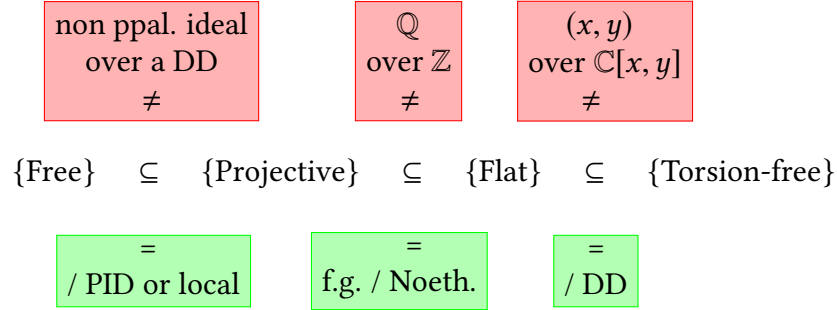 non ppal. ideal
over a DD
≠
ℚ
over ℤ
≠
(x, y)
over ℂ[x, y]
≠
{Free} ⊆ {Projective} ⊆ {Flat} ⊆ {Torsion-free}
=
/ PID or local
=
f.g. / Noeth.
=
/ DD